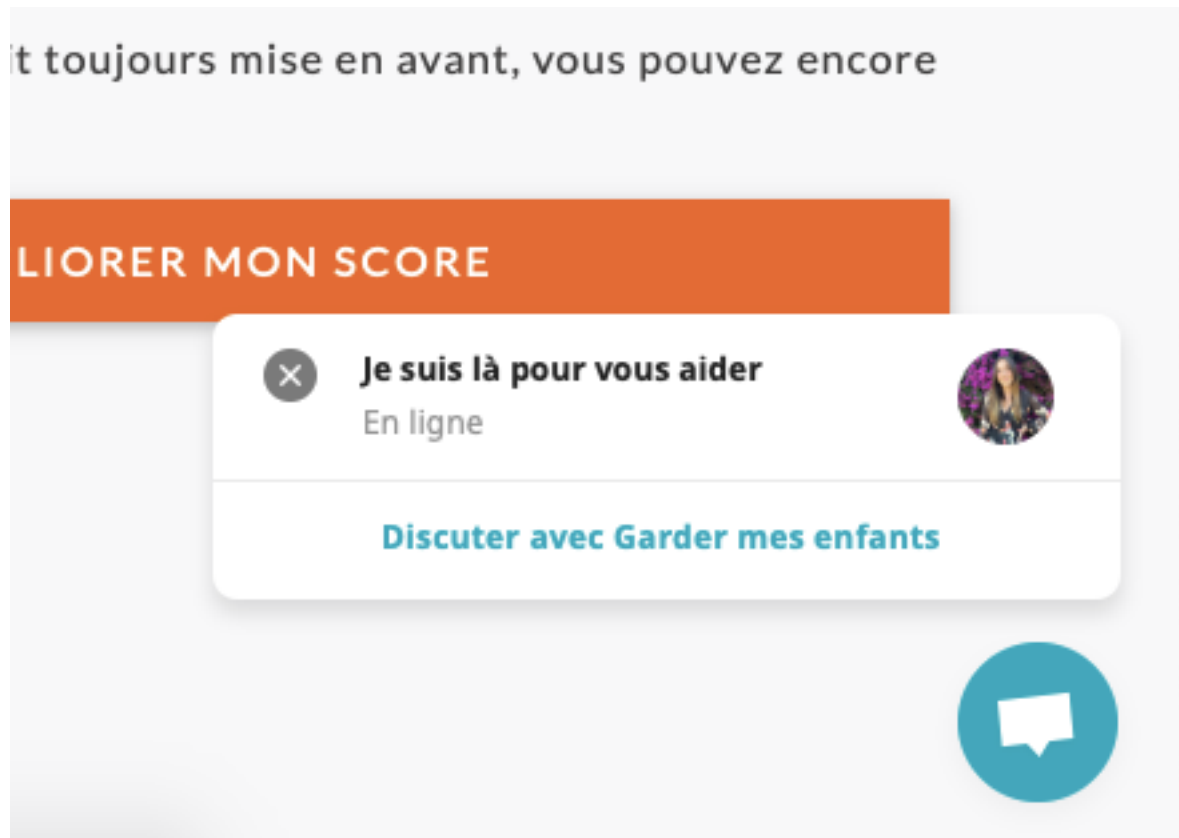 it toujours mise en avant, vous pouvez encore
LIORER MON SCORE
Je suis là pour vous aider
En ligne
Discuter avec Garder mes enfants